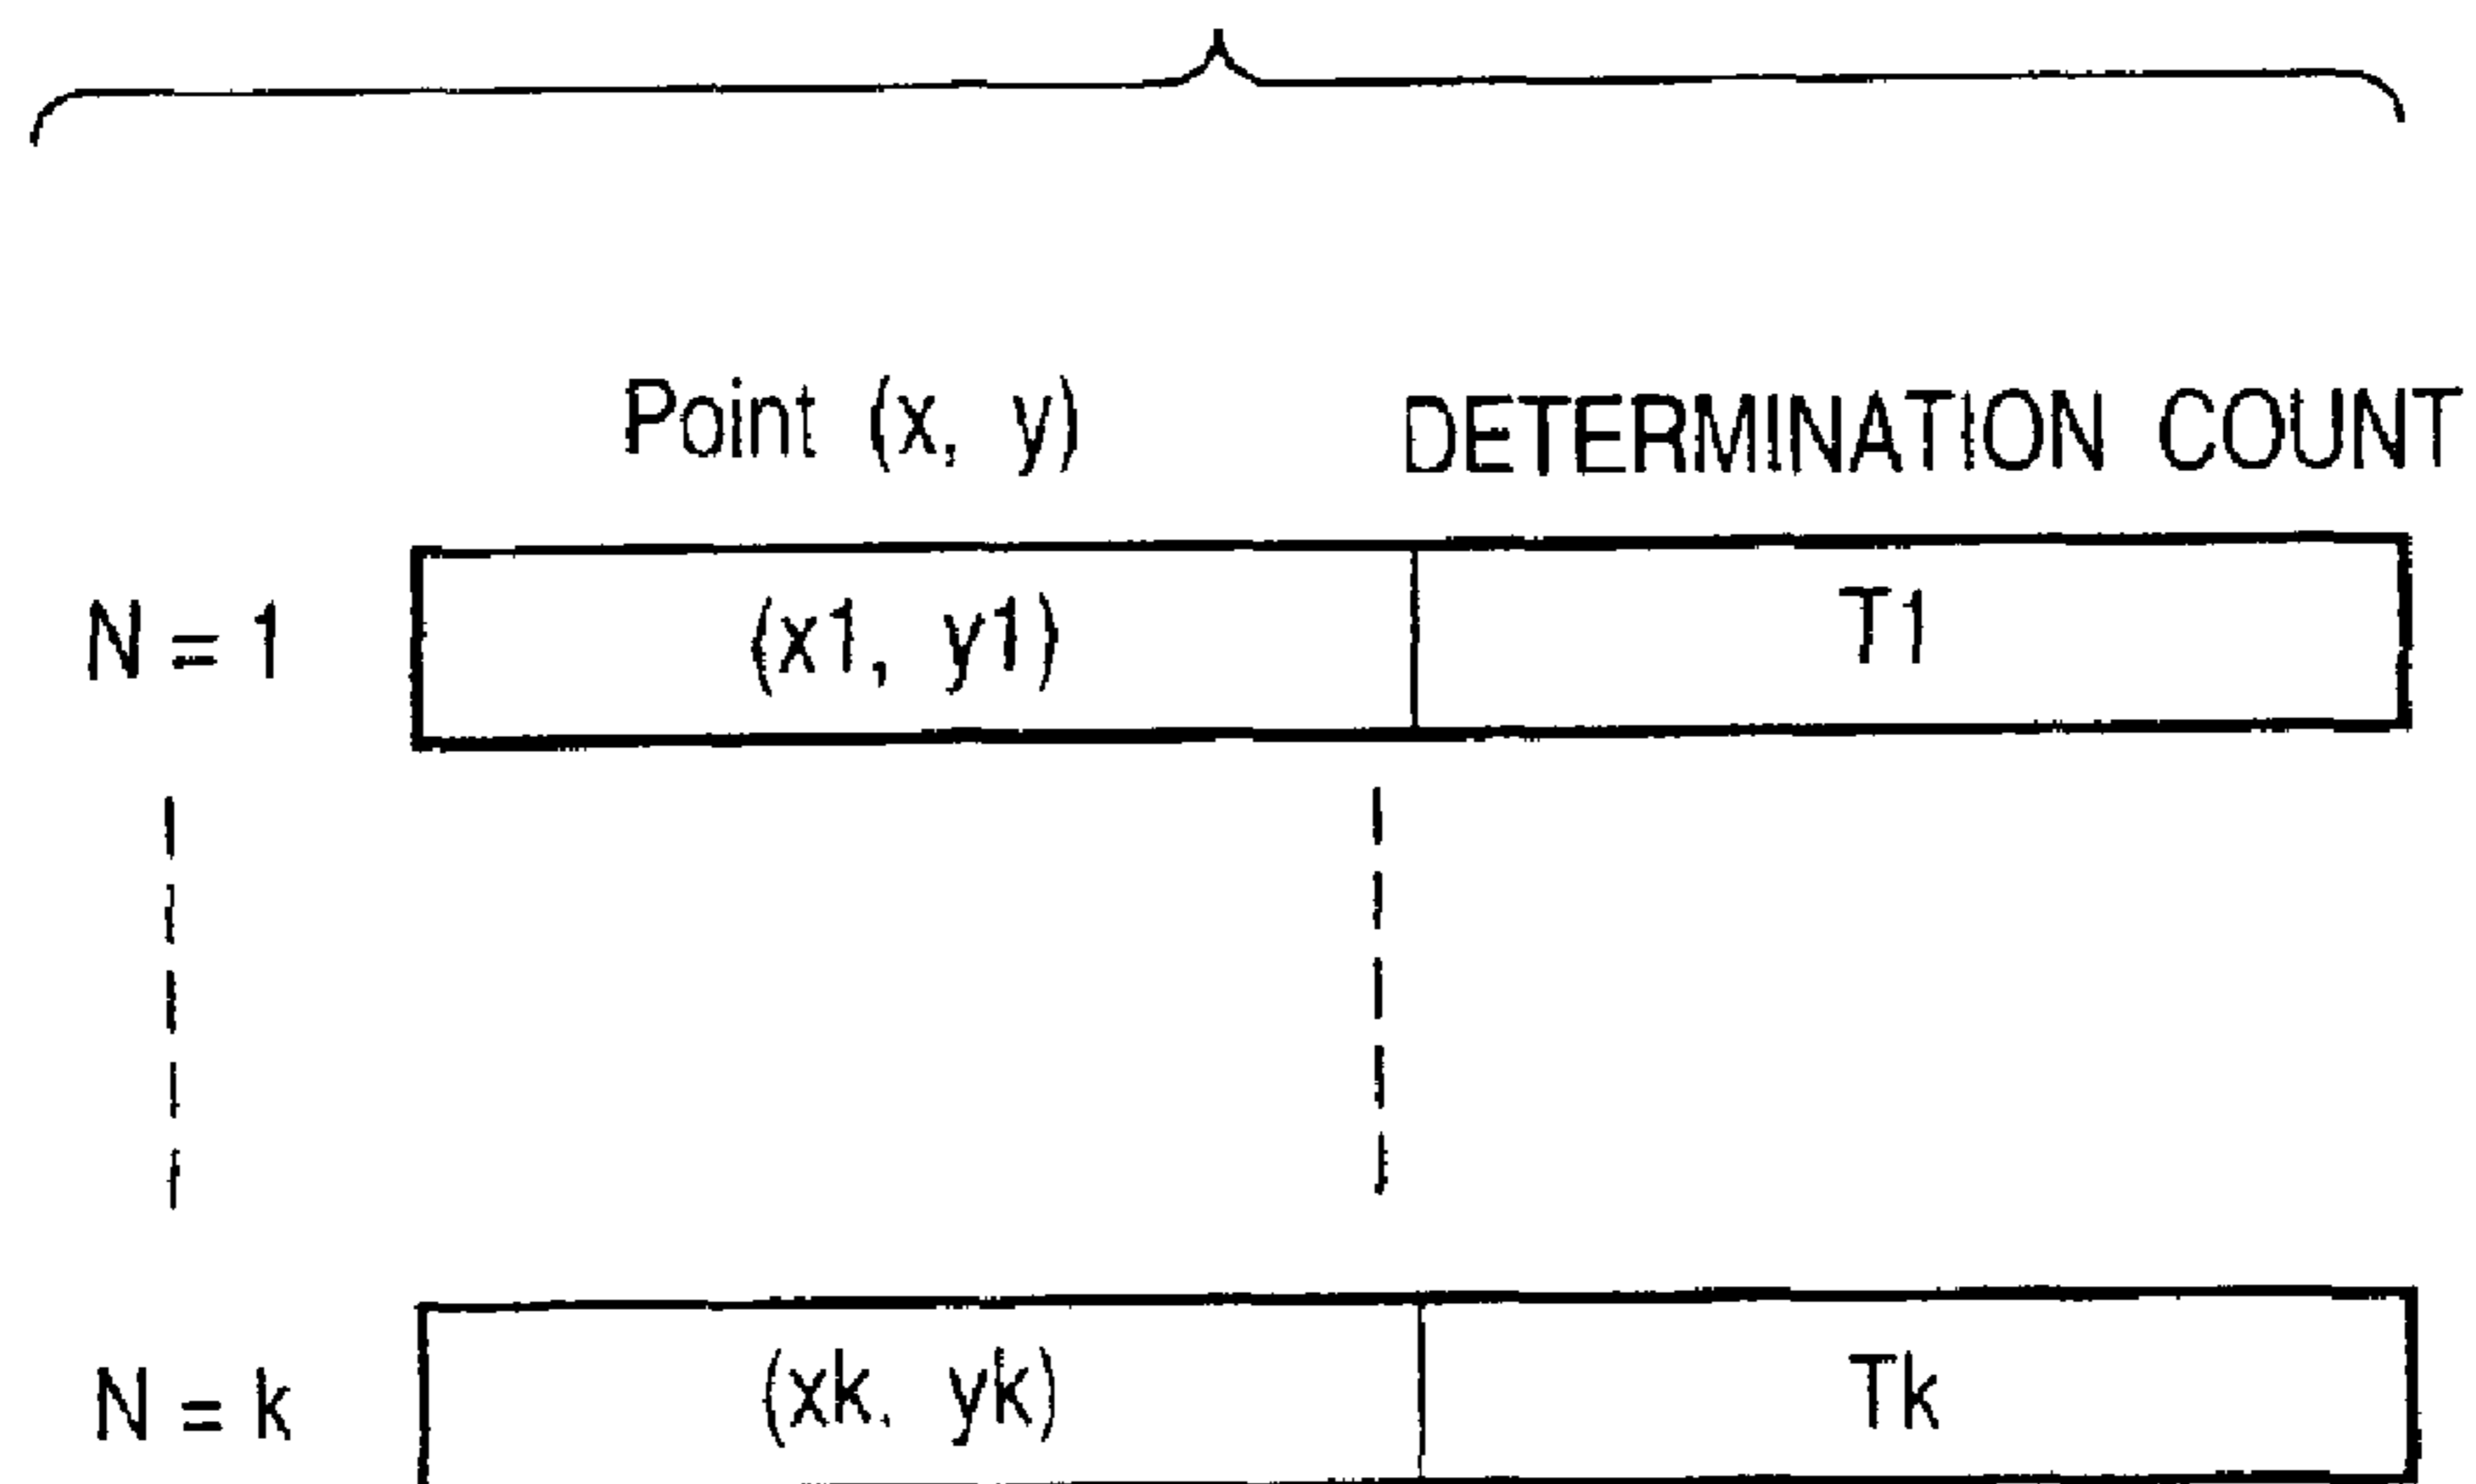 Point (x, y) DETERMINATION COUNT
N = 1 (x1, y1) T1
N = k (xk, yk) Tk